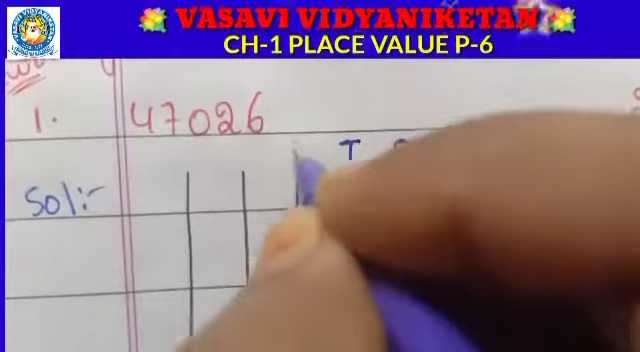 VASAVI VIDYANIKETAN
CH-1 PLACE VALUE P-6
1. 47026
T
Sol:-